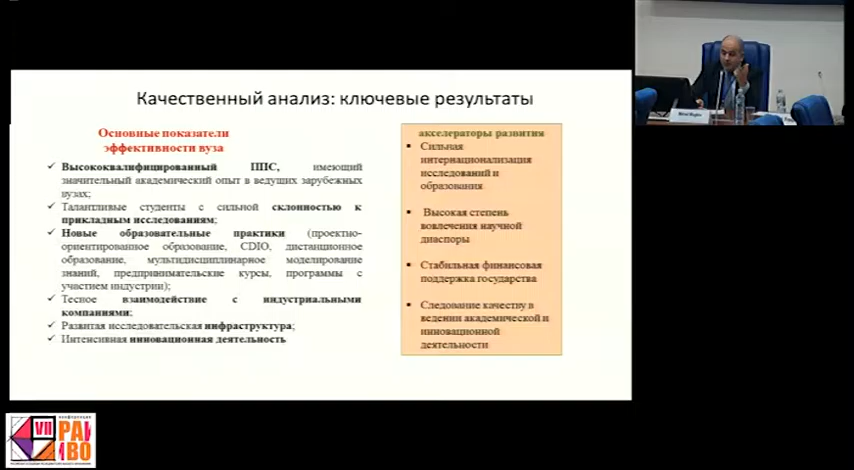 Качественный анализ: ключевые результаты
Основные показатели
эффективности вуза
Высококвалифицированный ППС, имеющий
значительный академический опыт в ведущих зарубежных
вузах;
Талантливые студенты с сильной склонностью к
прикладным исследованиям;
Новые образовательные практики (проектно-
ориентированное образование, CDIO, дистанционное
образование, мультидисциплинарное моделирование
знаний, предпринимательские курсы, программы с
участием индустрии);
Тесное взаимодействие с индустриальными
компаниями;
Развитая исследовательская инфраструктура;
Интенсивная инновационная деятельность
акселераторы развития
Сильная
интернационализация
исследований и
образования
Высокая степень
вовлечения научной
диаспоры
Стабильная финансовая
поддержка государства
Следование качеству в
ведении академической и
инновационной
деятельности
VII